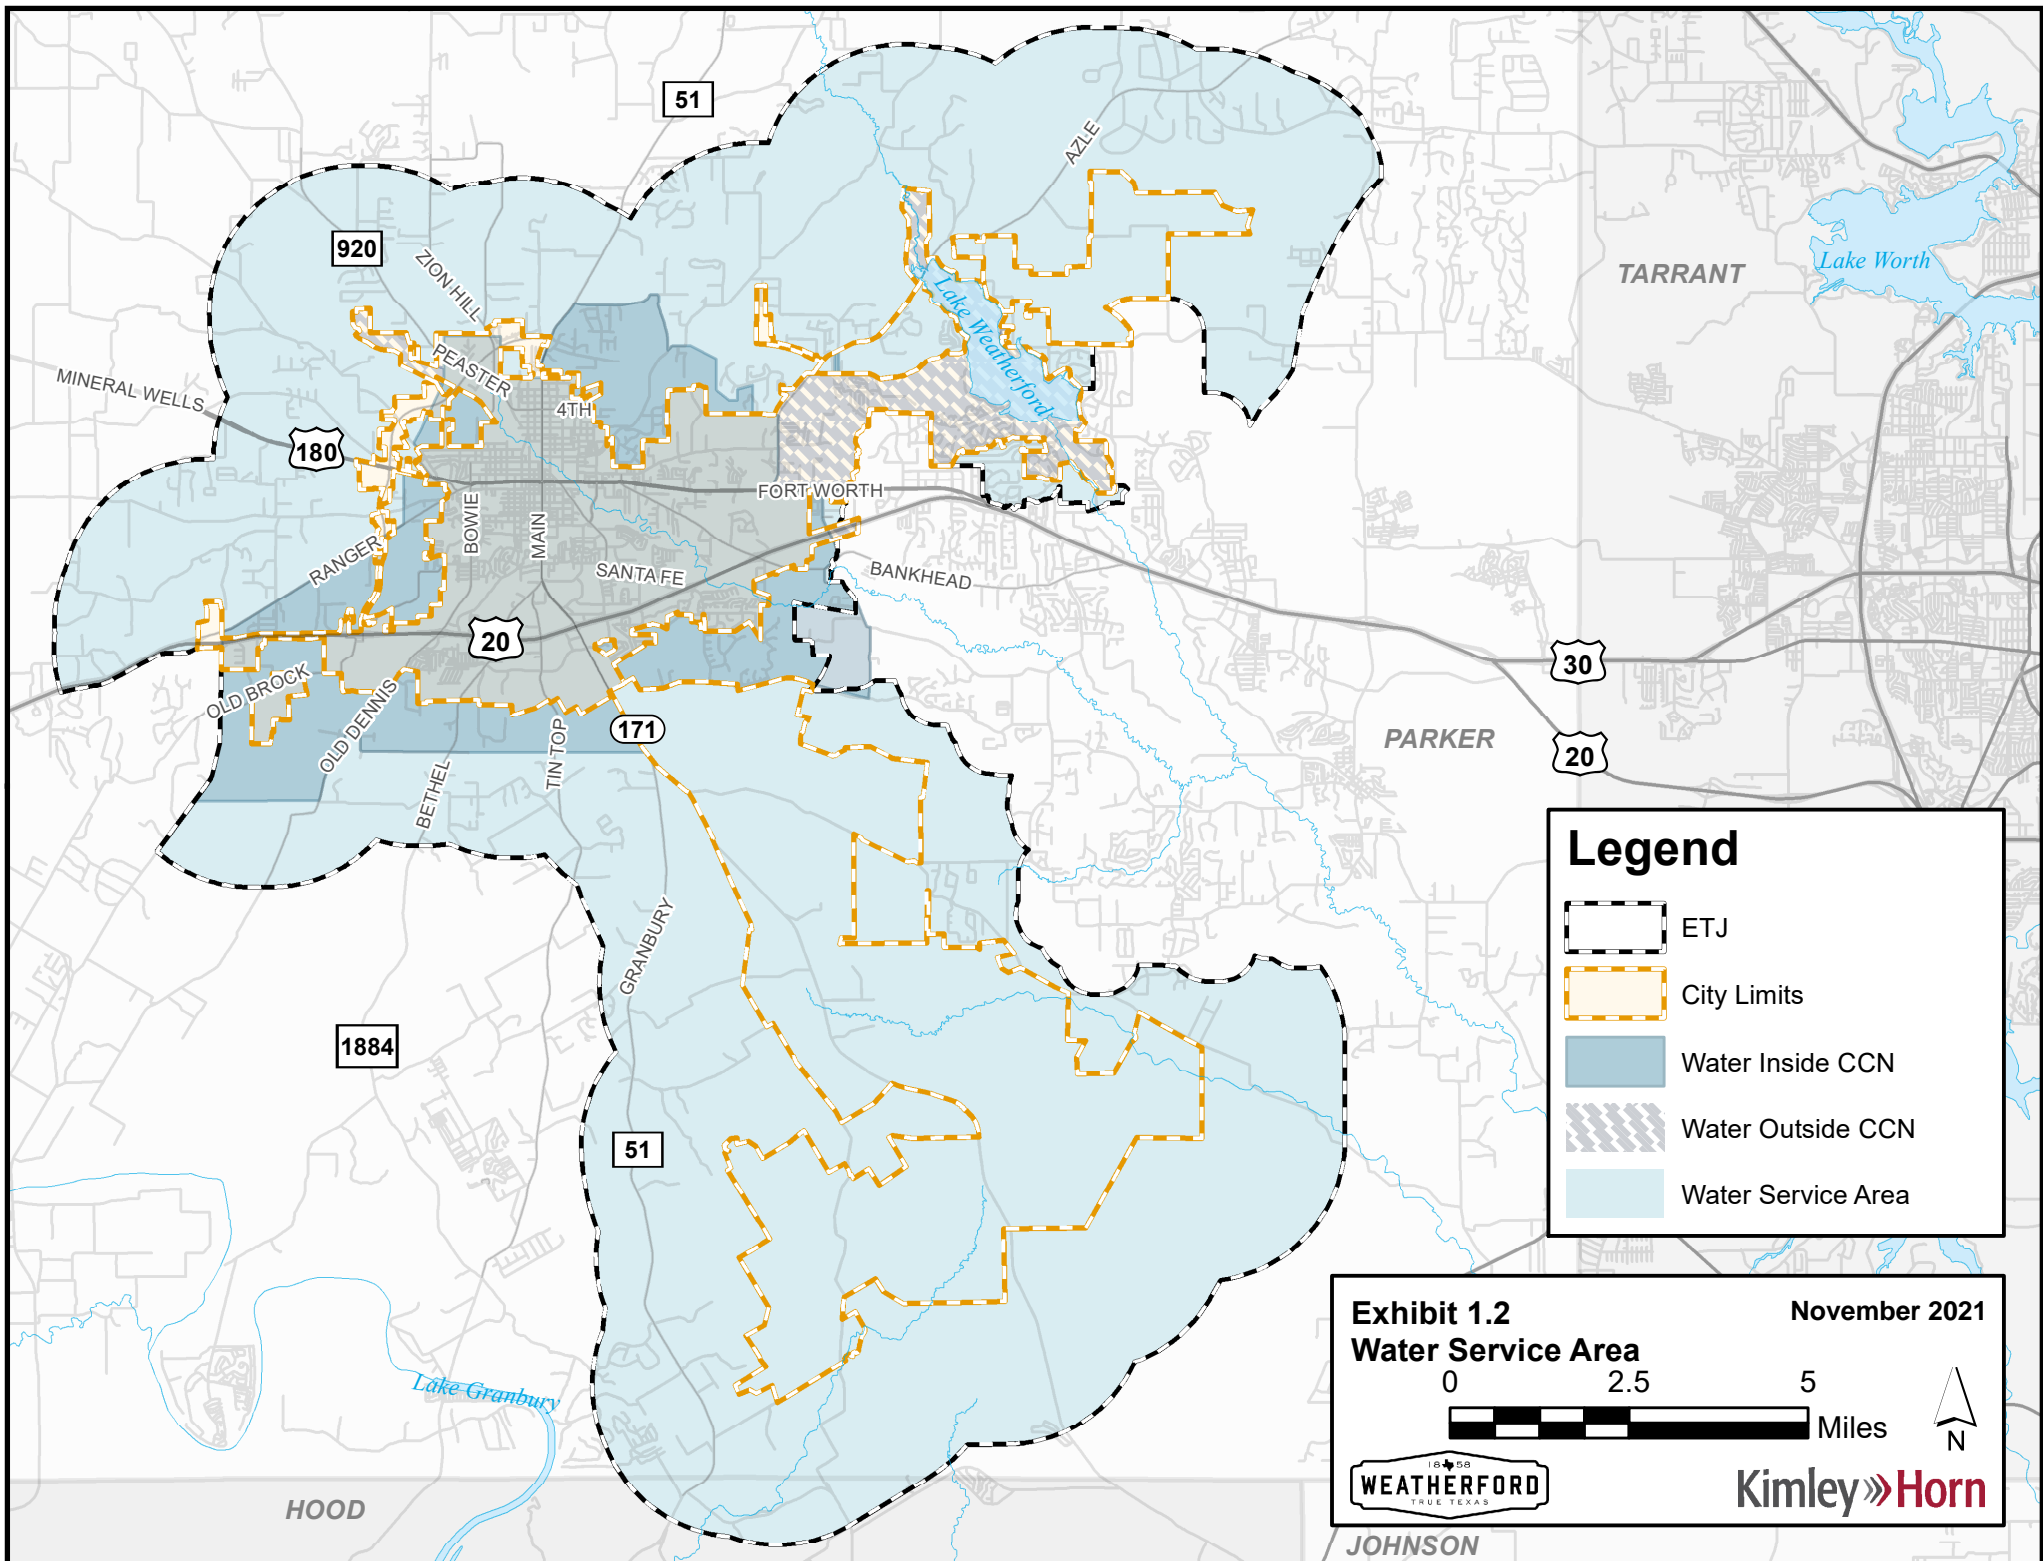 51
AZLE
920
ZION HILL
TARRANT
Lake Worth
Lake Weatherford
PEASTER
MINERAL WELLS
4TH
180
FORT WORTH
BOWIE
MAIN
RANGER
SANTA FE
BANKHEAD
20
30
OLD BROCK
OLD DENNIS
171
TIN TOP
PARKER
20
BETHEL
Legend
ETJ
City Limits
Water Inside CCN
Water Outside CCN
Water Service Area
GRANBURY
1884
51
Exhibit 1.2
November 2021
Water Service Area
0 2.5 5
Miles
N
Lake Granbury
1858
WEATHERFORD
TRUE TEXAS
Kimley Horn
HOOD
JOHNSON